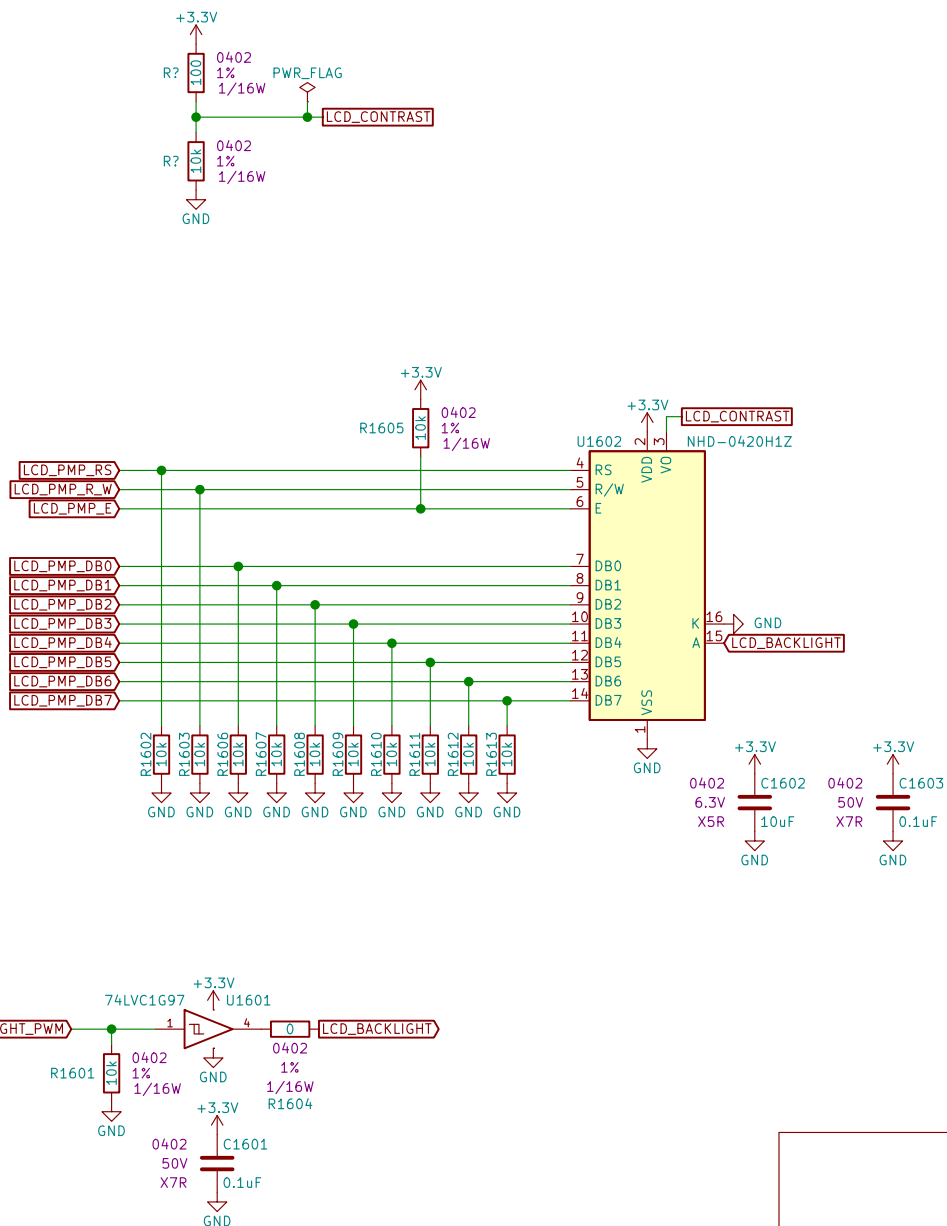 +3.3V
R?
100
0402
1%
1/16W
PWR_FLAG
LCD_CONTRAST
R?
10k
0402
1%
1/16W
GND
+3.3V
R1605
10k
0402
1%
1/16W
+3.3V
LCD_CONTRAST
U1602
NHD-0420H1Z
2
3
VDD
VO
LCD_PMP_RS
4
RS
LCD_PMP_R_W
5
R/W
LCD_PMP_E
6
E
LCD_PMP_DB0
7
DB0
LCD_PMP_DB1
8
DB1
LCD_PMP_DB2
9
DB2
LCD_PMP_DB3
10
DB3
K
16
GND
LCD_PMP_DB4
11
DB4
A
15
LCD_BACKLIGHT
LCD_PMP_DB5
12
DB5
LCD_PMP_DB6
13
DB6
LCD_PMP_DB7
14
DB7
VSS
1
GND
R1602
10k
R1603
10k
R1606
10k
R1607
10k
R1608
10k
R1609
10k
R1610
10k
R1611
10k
R1612
10k
R1613
10k
GND
GND
GND
GND
GND
GND
GND
GND
GND
GND
+3.3V
0402
6.3V
X5R
C1602
10uF
GND
+3.3V
0402
50V
X7R
C1603
0.1uF
GND
+3.3V
74LVC1G97
U1601
GHT_PWM
1
4
0
LCD_BACKLIGHT
GND
R1601
10k
0402
1%
1/16W
GND
0402
1%
1/16W
R1604
+3.3V
0402
50V
X7R
C1601
0.1uF
GND